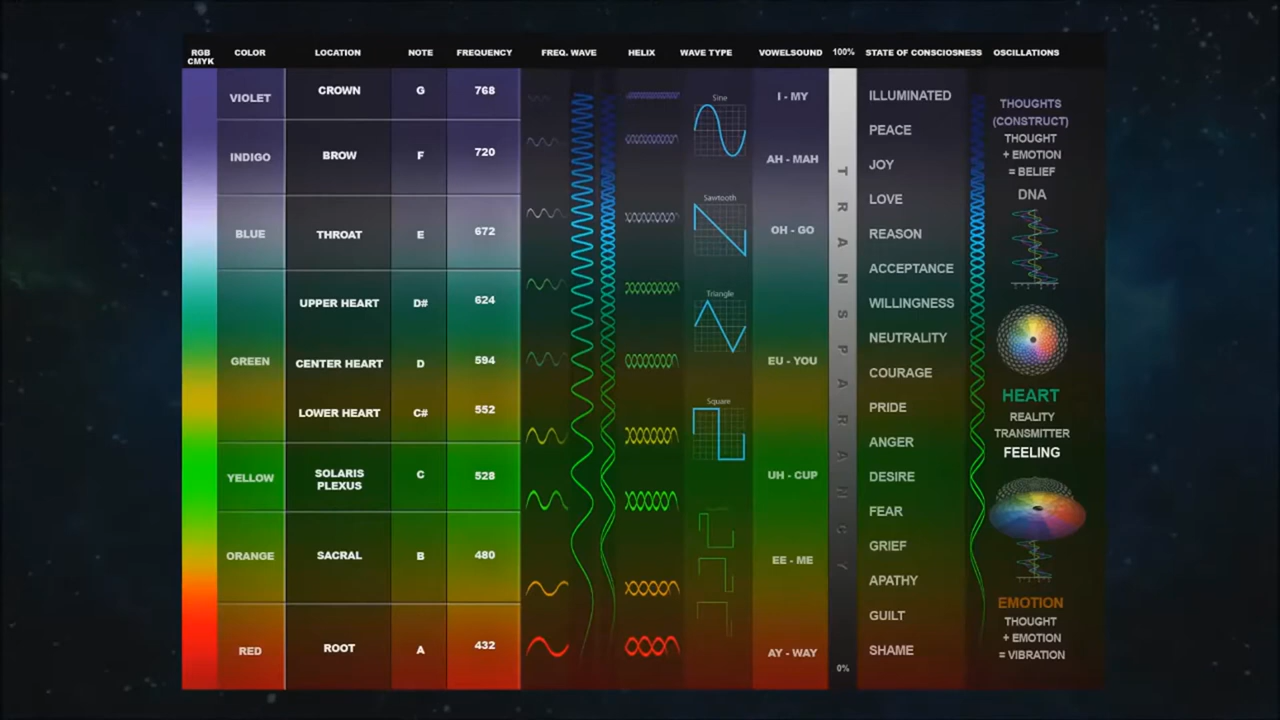 RGB CMYK COLOR LOCATION NOTE FREQUENCY FREQ. WAVE HELIX WAVE TYPE VOWELSOUND 100% STATE OF CONSCIOSNESS OSCILLATIONS
VIOLET CROWN G 768 Sine I - MY ILLUMINATED
THOUGHTS
(CONSTRUCT)
PEACE THOUGHT
INDIGO BROW F 720 AH - MAH + EMOTION
JOY = BELIEF
LOVE DNA
Sawtooth
BLUE THROAT E 672 OH - GO REASON
ACCEPTANCE
UPPER HEART D# 624 Triangle WILLINGNESS
NEUTRALITY
GREEN CENTER HEART D 594 EU - YOU COURAGE
HEART
LOWER HEART C# 552 Square PRIDE REALITY
TRANSMITTER
ANGER FEELING
YELLOW SOLARIS PLEXUS C 528 UH - CUP DESIRE
FEAR
GRIEF
ORANGE SACRAL B 480 EE - ME APATHY
EMOTION
GUILT THOUGHT
+ EMOTION
RED ROOT A 432 AY - WAY SHAME = VIBRATION
0%
TRANSPARANCY